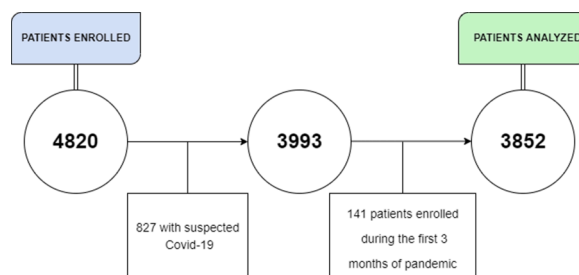 PATIENTS ENROLLED
PATIENTS ANALYZED
4820
3993
3852
827 with suspected
Covid-19
141 patients enrolled
during the first 3
months of pandemic